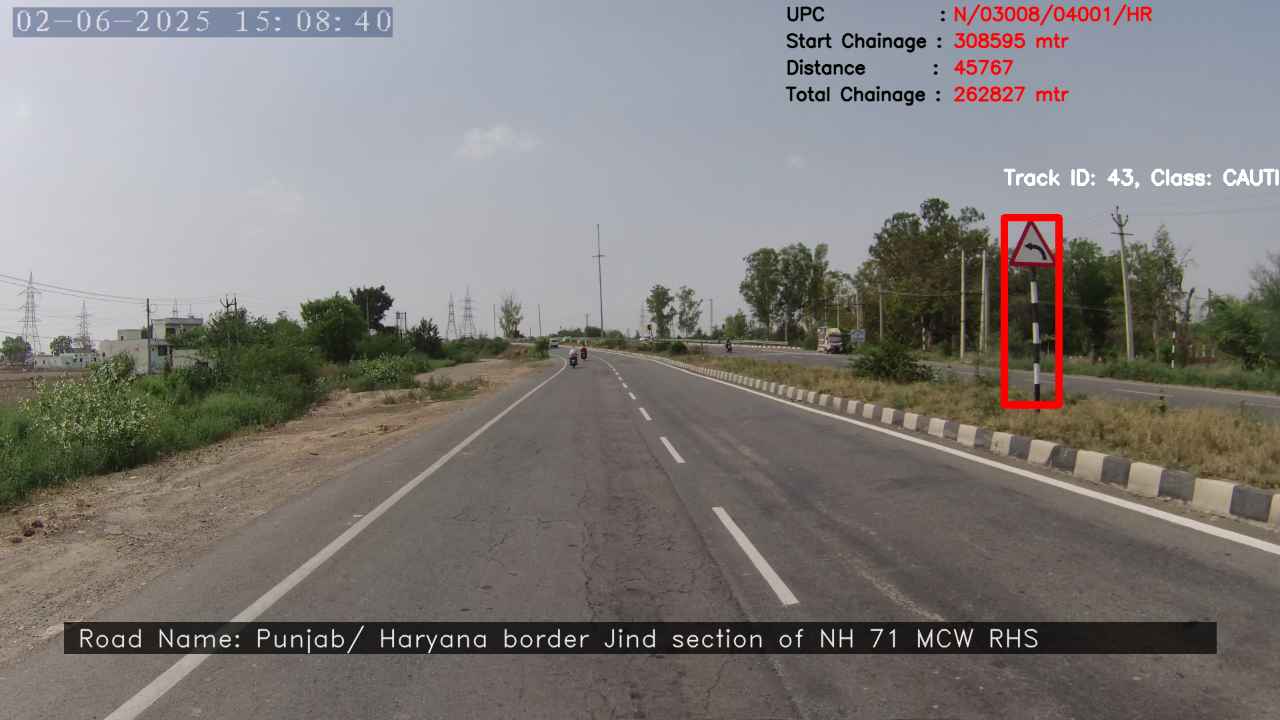 02-06-2025 15:08:40
UPC : N/03008/04001/HR
Start Chainage : 308595 mtr
Distance : 45767
Total Chainage : 262827 mtr
Track ID: 43, Class: CAUTI
Road Name: Punjab/ Haryana border Jind section of NH 71 MCW RHS